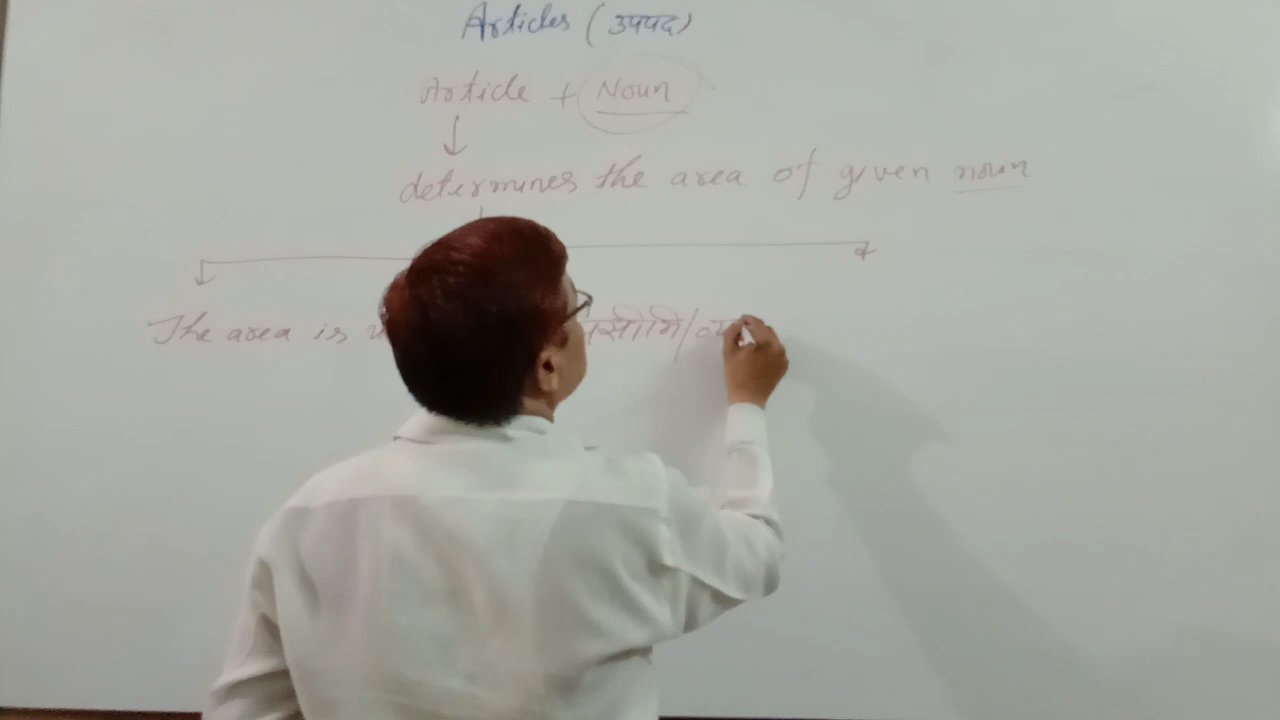 Articles (उपपद)
Article + Noun
determines the area of given noun
The area is